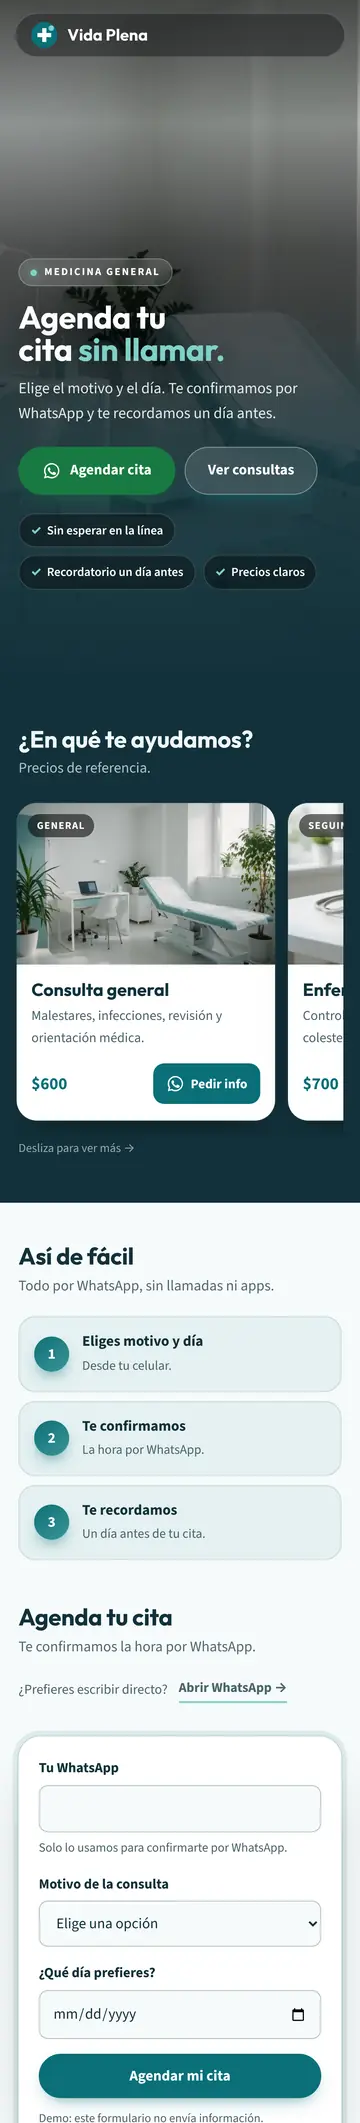 Vida Plena
MEDICINA GENERAL
Agenda tu
cita sin llamar.
Elige el motivo y el día. Te confirmamos por
WhatsApp y te recordamos un día antes.
Agendar cita
Ver consultas
✓ Sin esperar en la línea
✓ Recordatorio un día antes
✓ Precios claros
¿En qué te ayudamos?
Precios de referencia.
GENERAL
Consulta general
Malestares, infecciones, revisión y
orientación médica.
$600
Pedir info
$700
Desliza para ver más →
Así de fácil
Todo por WhatsApp, sin llamadas ni apps.
1
Eliges motivo y día
Desde tu celular.
2
Te confirmamos
La hora por WhatsApp.
3
Te recordamos
Un día antes de tu cita.
Agenda tu cita
Te confirmamos la hora por WhatsApp.
¿Prefieres escribir directo? Abrir WhatsApp →
Tu WhatsApp
Solo lo usamos para confirmarte por WhatsApp.
Motivo de la consulta
Elige una opción
¿Qué día prefieres?
mm/dd/yyyy
Agendar mi cita
Demo: este formulario no envía información.